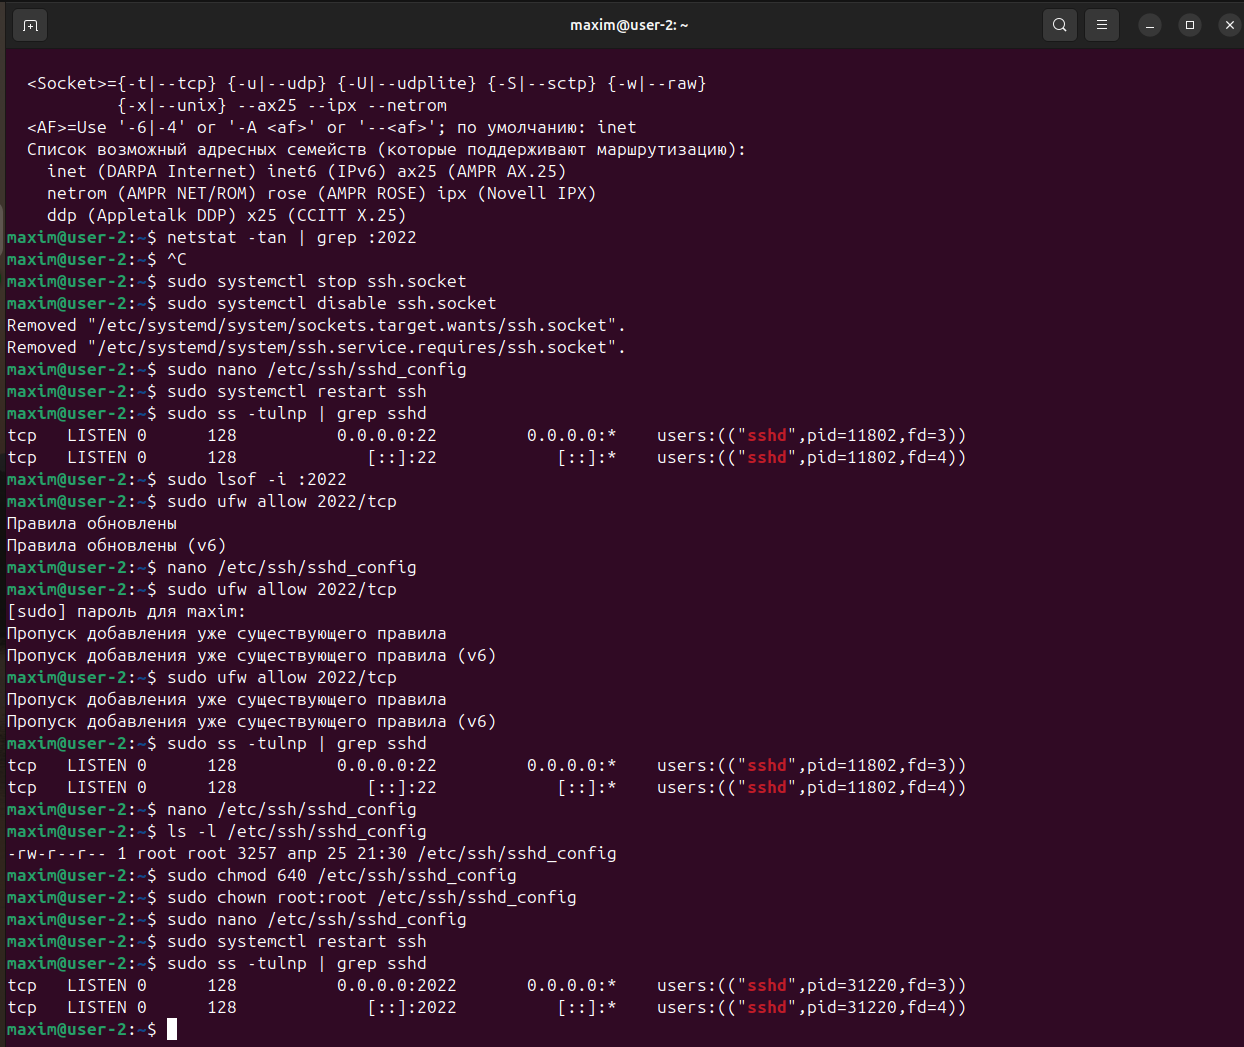 maxim@user-2: ~
<Socket>={-t|--tcp} {-u|--udp} {-U|--udplite} {-S|--sctp} {-w|--raw}
{-x|--unix} --ax25 --ipx --netrom
<AF>=Use '-6|-4' or '-A <af>' or '--<af>'; по умолчанию: inet
Список возможный адресных семейств (которые поддерживают маршрутизацию):
inet (DARPA Internet) inet6 (IPv6) ax25 (AMPR AX.25)
netrom (AMPR NET/ROM) rose (AMPR ROSE) ipx (Novell IPX)
ddp (Appletalk DDP) x25 (CCITT X.25)
maxim@user-2:~$ netstat -tan | grep :2022
maxim@user-2:~$ ^C
maxim@user-2:~$ sudo systemctl stop ssh.socket
maxim@user-2:~$ sudo systemctl disable ssh.socket
Removed "/etc/systemd/system/sockets.target.wants/ssh.socket".
Removed "/etc/systemd/system/ssh.service.requires/ssh.socket".
maxim@user-2:~$ sudo nano /etc/ssh/sshd_config
maxim@user-2:~$ sudo systemctl restart ssh
maxim@user-2:~$ sudo ss -tulnp | grep sshd
tcp   LISTEN 0      128          0.0.0.0:22         0.0.0.0:*    users:(("sshd",pid=11802,fd=3))
tcp   LISTEN 0      128             [::]:22            [::]:*    users:(("sshd",pid=11802,fd=4))
maxim@user-2:~$ sudo lsof -i :2022
maxim@user-2:~$ sudo ufw allow 2022/tcp
Правила обновлены
Правила обновлены (v6)
maxim@user-2:~$ nano /etc/ssh/sshd_config
maxim@user-2:~$ sudo ufw allow 2022/tcp
[sudo] пароль для maxim:
Пропуск добавления уже существующего правила
Пропуск добавления уже существующего правила (v6)
maxim@user-2:~$ sudo ufw allow 2022/tcp
Пропуск добавления уже существующего правила
Пропуск добавления уже существующего правила (v6)
maxim@user-2:~$ sudo ss -tulnp | grep sshd
tcp   LISTEN 0      128          0.0.0.0:22         0.0.0.0:*    users:(("sshd",pid=11802,fd=3))
tcp   LISTEN 0      128             [::]:22            [::]:*    users:(("sshd",pid=11802,fd=4))
maxim@user-2:~$ nano /etc/ssh/sshd_config
maxim@user-2:~$ ls -l /etc/ssh/sshd_config
-rw-r--r-- 1 root root 3257 апр 25 21:30 /etc/ssh/sshd_config
maxim@user-2:~$ sudo chmod 640 /etc/ssh/sshd_config
maxim@user-2:~$ sudo chown root:root /etc/ssh/sshd_config
maxim@user-2:~$ sudo nano /etc/ssh/sshd_config
maxim@user-2:~$ sudo systemctl restart ssh
maxim@user-2:~$ sudo ss -tulnp | grep sshd
tcp   LISTEN 0      128          0.0.0.0:2022       0.0.0.0:*    users:(("sshd",pid=31220,fd=3))
tcp   LISTEN 0      128             [::]:2022          [::]:*    users:(("sshd",pid=31220,fd=4))
maxim@user-2:~$